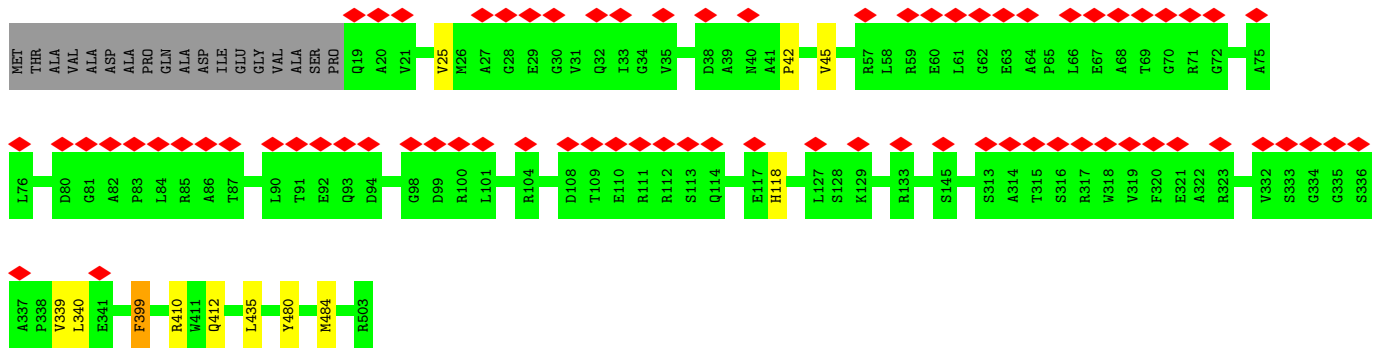 MET THR ALA VAL ALA ASP ALA PRO GLN ALA ASP ILE GLU GLY VAL ALA SER PRO Q19 A20 V21 V25 M26 A27 G28 E29 G30 V31 Q32 I33 G34 V35 D38 A39 N40 A41 P42 V45 R57 L58 R59 E60 L61 G62 E63 A64 P65 L66 E67 A68 T69 G70 R71 G72 A75
L76 D80 G81 A82 P83 L84 R85 A86 T87 L90 T91 E92 Q93 D94 G98 D99 R100 L101 R104 D108 T109 E110 R111 R112 S113 Q114 E117 H118 L127 S128 K129 R133 S145 S313 A314 T315 S316 R317 W318 V319 F320 E321 A322 R323 V332 S333 G334 G335 S336
A337 P338 V339 L340 E341 F399 R410 W411 Q412 L435 Y480 M484 R503